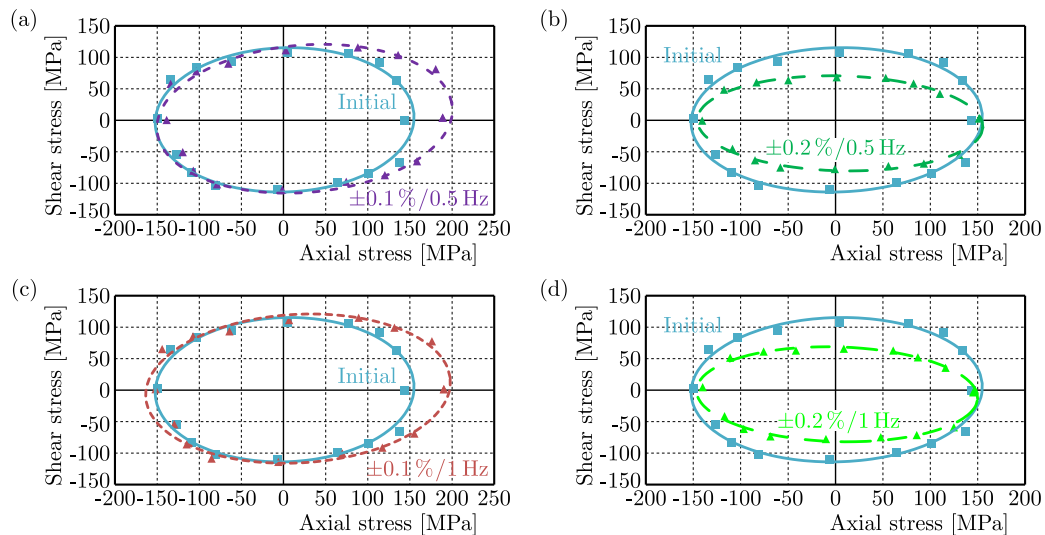 (a)
Shear stress [MPa]
150
100
50
0
-50
-100
-150
Initial
±0.1 %/0.5 Hz
-200 -150 -100 -50 0 50 100 150 200 250
Axial stress [MPa]
(b)
Shear stress [MPa]
150
100
50
0
-50
-100
-150
Initial
±0.2 %/0.5 Hz
-200 -150 -100 -50 0 50 100 150 200
Axial stress [MPa]
(c)
Shear stress [MPa]
150
100
50
0
-50
-100
-150
Initial
±0.1 %/1 Hz
-200 -150 -100 -50 0 50 100 150 200 250
Axial stress [MPa]
(d)
Shear stress [MPa]
150
100
50
0
-50
-100
-150
Initial
±0.2 %/1 Hz
-200 -150 -100 -50 0 50 100 150 200
Axial stress [MPa]